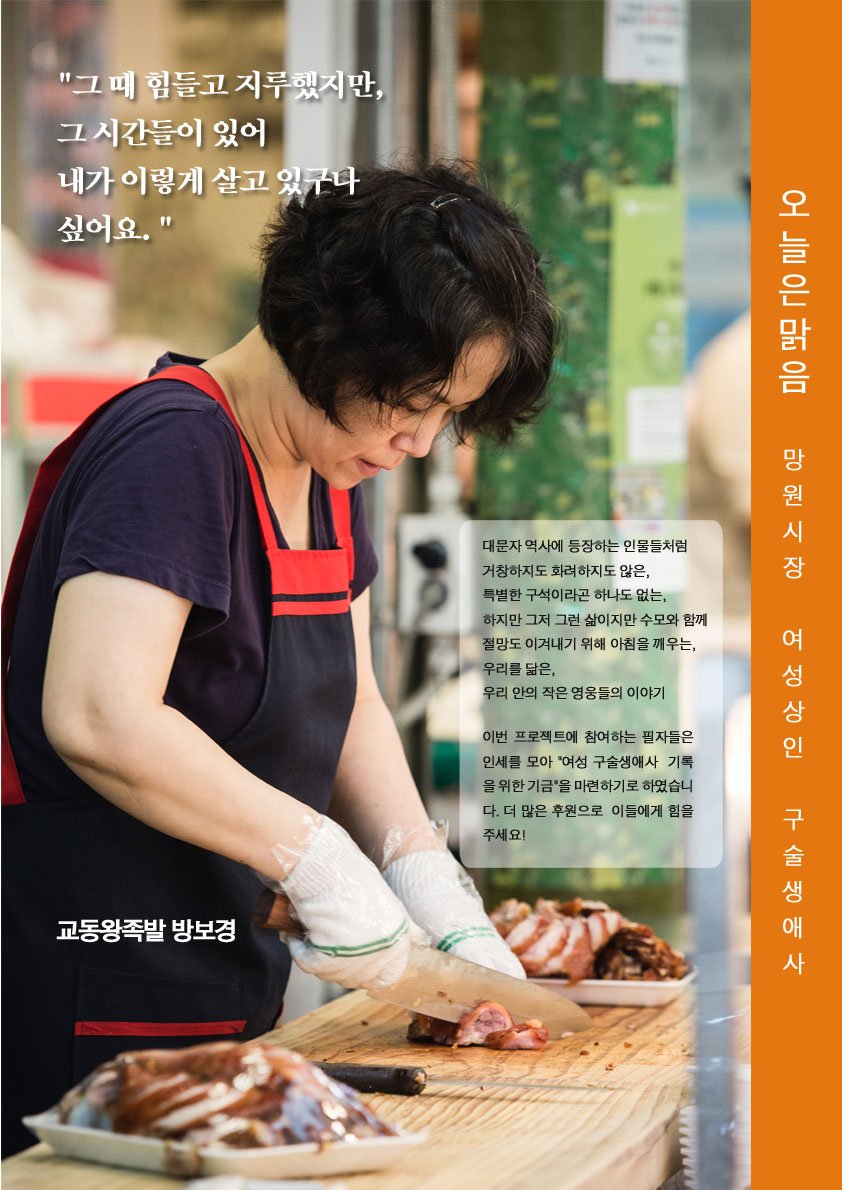 "그 때 힘들고 지루했지만,
그 시간들이 있어
내가 이렇게 살고 있구나
싶어요. "
오늘은맑음
망원시장 여성상인 구술생애사
대문자 역사에 등장하는 인물들처럼
거창하지도 화려하지도 않은,
특별한 구석이라곤 하나도 없는,
하지만 그저 그런 삶이지만 수모와 함께
절망도 이겨내기 위해 아침을 깨우는,
우리를 닮은,
우리 안의 작은 영웅들의 이야기
이번 프로젝트에 참여하는 필자들은
인세를 모아 "여성 구술생애사 기록
을 위한 기금"을 마련하기로 하였습니
다. 더 많은 후원으로 이들에게 힘을
주세요!
교동왕족발 방보경